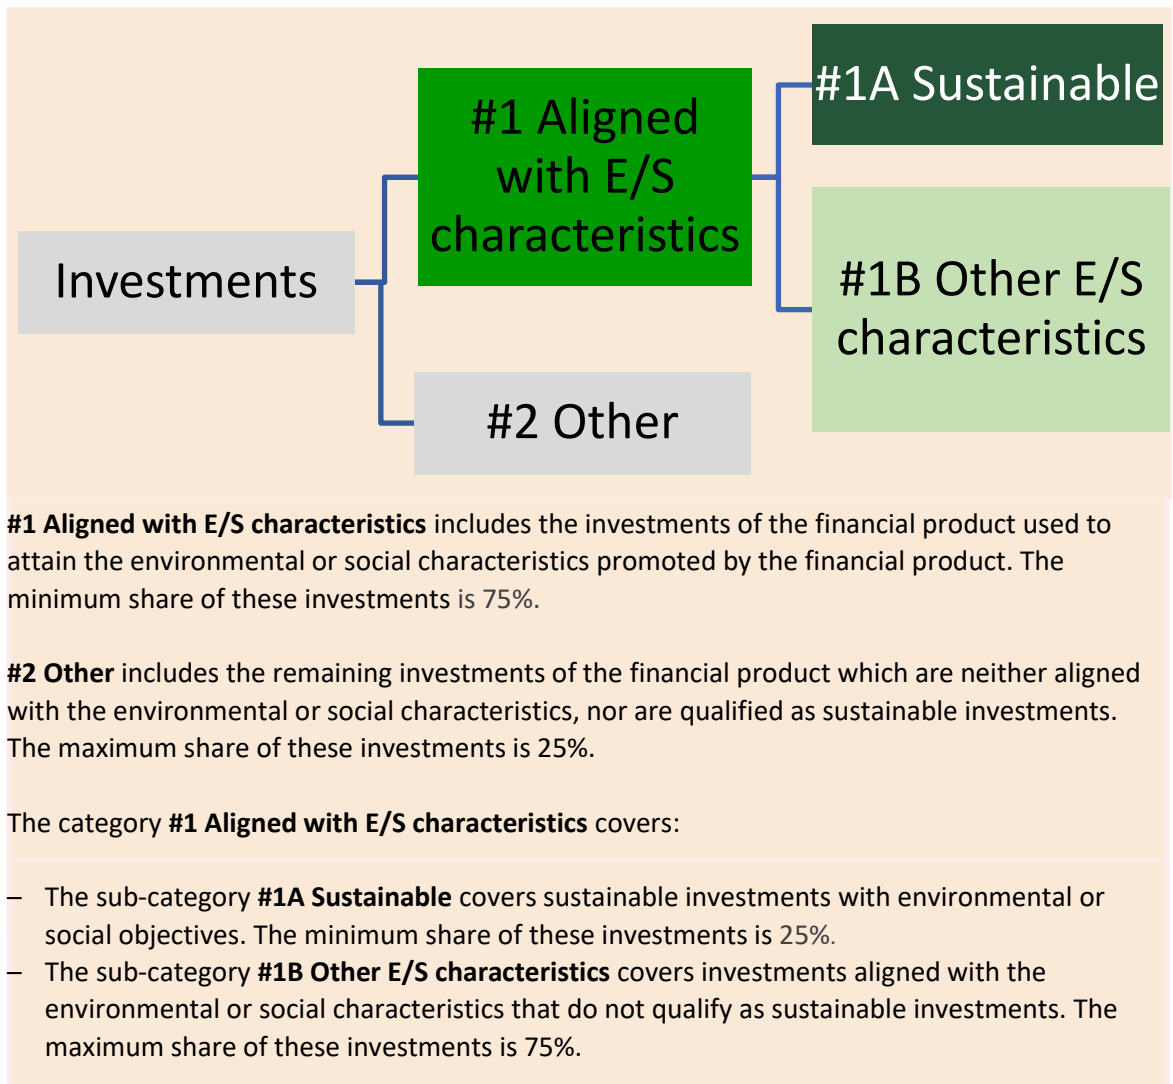 #1A Sustainable
#1 Aligned
with E/S
characteristics
#1B Other E/S
characteristics
Investments
#2 Other
#1 Aligned with E/S characteristics includes the investments of the financial product used to
attain the environmental or social characteristics promoted by the financial product. The
minimum share of these investments is 75%.
#2 Other includes the remaining investments of the financial product which are neither aligned
with the environmental or social characteristics, nor are qualified as sustainable investments.
The maximum share of these investments is 25%.
The category #1 Aligned with E/S characteristics covers:
– The sub-category #1A Sustainable covers sustainable investments with environmental or
social objectives. The minimum share of these investments is 25%.
– The sub-category #1B Other E/S characteristics covers investments aligned with the
environmental or social characteristics that do not qualify as sustainable investments. The
maximum share of these investments is 75%.